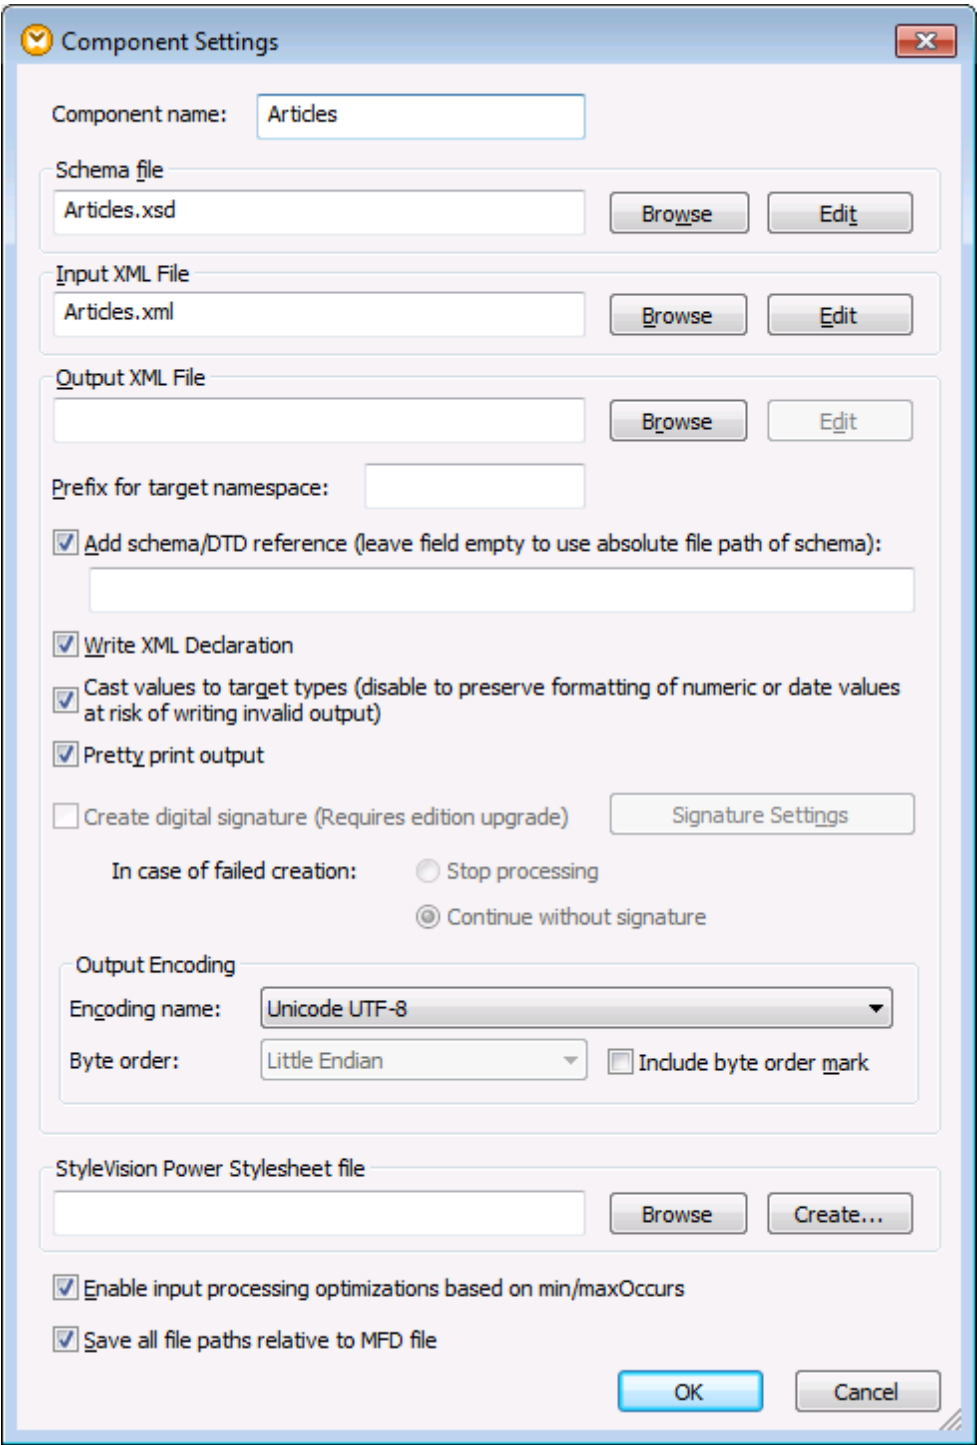 Component Settings
Component name: Articles
Schema file
Articles.xsd Browse Edit
Input XML File
Articles.xml Browse Edit
Output XML File
Browse Edit
Prefix for target namespace:
Add schema/DTD reference (leave field empty to use absolute file path of schema):
Write XML Declaration
Cast values to target types (disable to preserve formatting of numeric or date values
at risk of writing invalid output)
Pretty print output
Create digital signature (Requires edition upgrade) Signature Settings
In case of failed creation: Stop processing
Continue without signature
Output Encoding
Encoding name: Unicode UTF-8
Byte order: Little Endian Include byte order mark
StyleVision Power Stylesheet file
Browse Create...
Enable input processing optimizations based on min/maxOccurs
Save all file paths relative to MFD file
OK Cancel